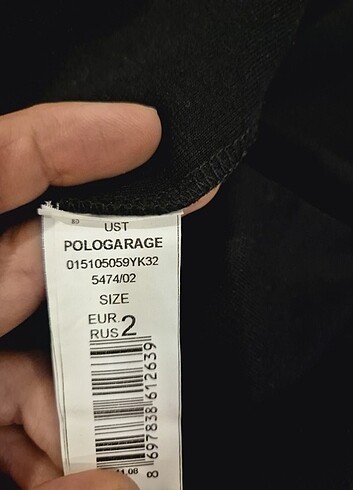 UST
POLOGARAGE
015105059YK32
5474/02
SIZE
EUR. 2
RUS
8 697838 612639